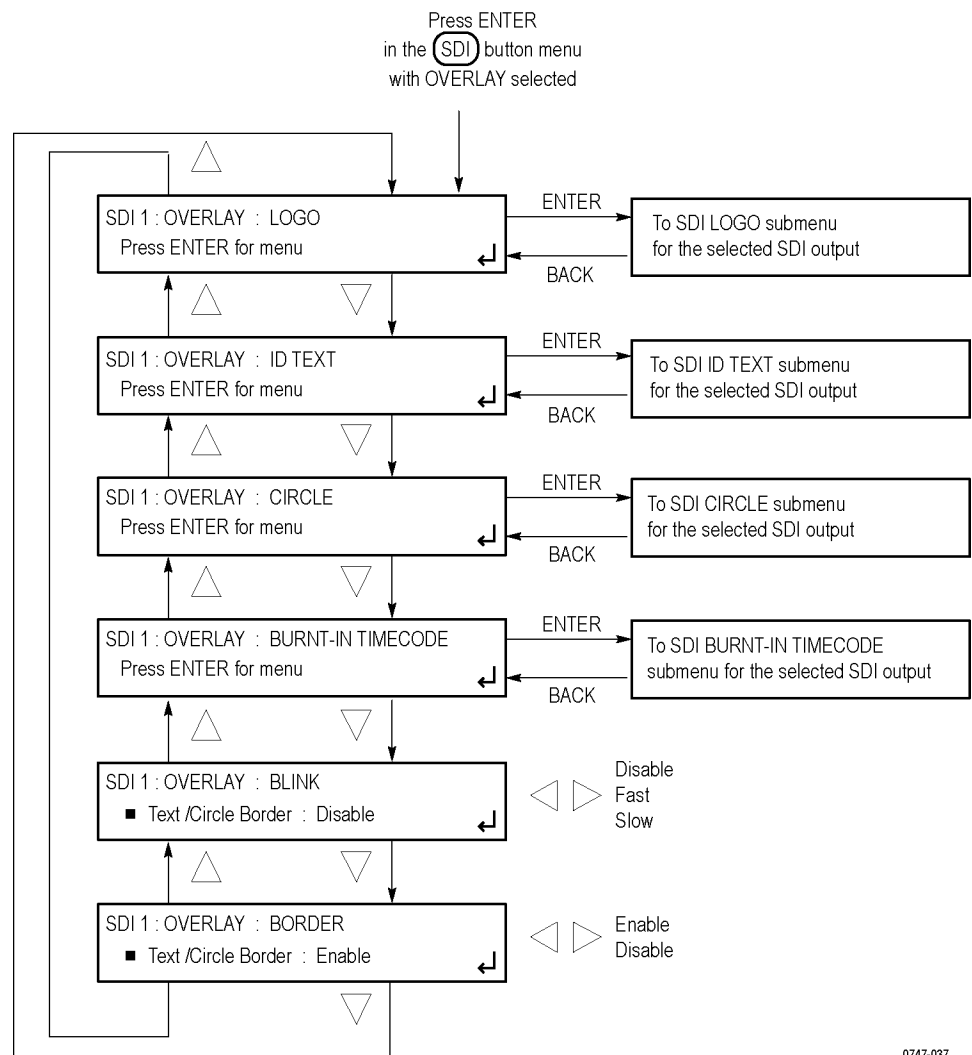 Press ENTER
in the SDI button menu
with OVERLAY selected
SDI 1 : OVERLAY : LOGO
Press ENTER for menu
ENTER
BACK
To SDI LOGO submenu
for the selected SDI output
SDI 1 : OVERLAY : ID TEXT
Press ENTER for menu
ENTER
BACK
To SDI ID TEXT submenu
for the selected SDI output
SDI 1 : OVERLAY : CIRCLE
Press ENTER for menu
ENTER
BACK
To SDI CIRCLE submenu
for the selected SDI output
SDI 1 : OVERLAY : BURNT-IN TIMECODE
Press ENTER for menu
ENTER
BACK
To SDI BURNT-IN TIMECODE
submenu for the selected SDI output
SDI 1 : OVERLAY : BLINK
■ Text /Circle Border : Disable
Disable
Fast
Slow
SDI 1 : OVERLAY : BORDER
■ Text /Circle Border : Enable
Enable
Disable
0747-037